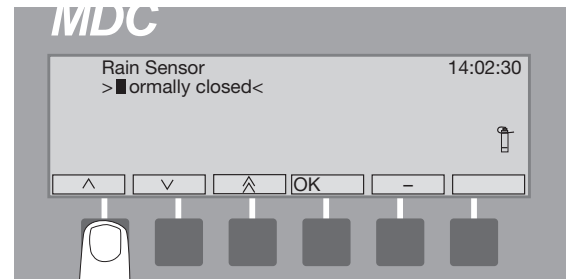 MDC
Rain Sensor 14:02:30
>█ormally closed<
OK –